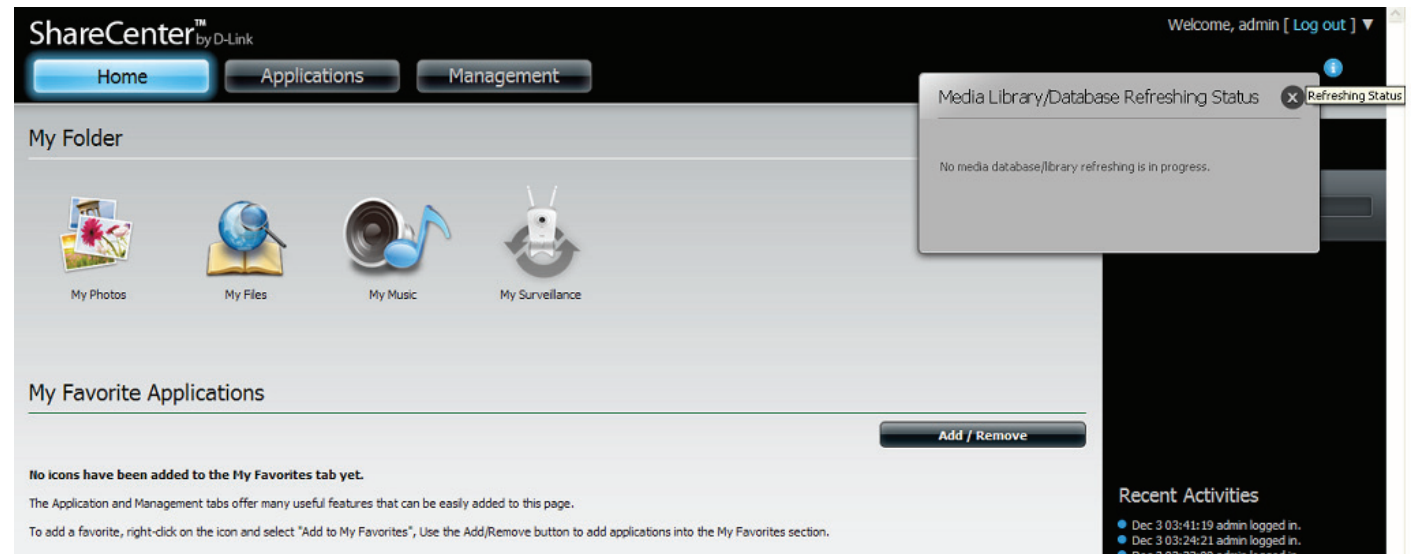 ShareCenter™ by D-Link
Welcome, admin [ Log out ] ▼
Home
Applications
Management
Media Library/Database Refreshing Status
Refreshing Status
No media database/library refreshing is in progress.
My Folder
My Photos
My Files
My Music
My Surveillance
My Favorite Applications
Add / Remove
No icons have been added to the My Favorites tab yet.
The Application and Management tabs offer many useful features that can be easily added to this page.
To add a favorite, right-click on the icon and select "Add to My Favorites", Use the Add/Remove button to add applications into the My Favorites section.
Recent Activities
Dec 3 03:41:19 admin logged in.
Dec 3 03:24:21 admin logged in.